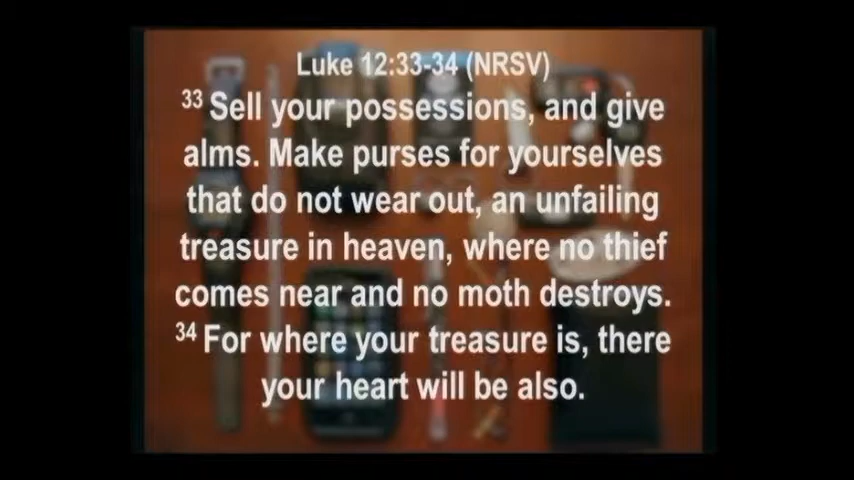 Luke 12:33-34 (NRSV)
33 Sell your possessions, and give
alms. Make purses for yourselves
that do not wear out, an unfailing
treasure in heaven, where no thief
comes near and no moth destroys.
34 For where your treasure is, there
your heart will be also.